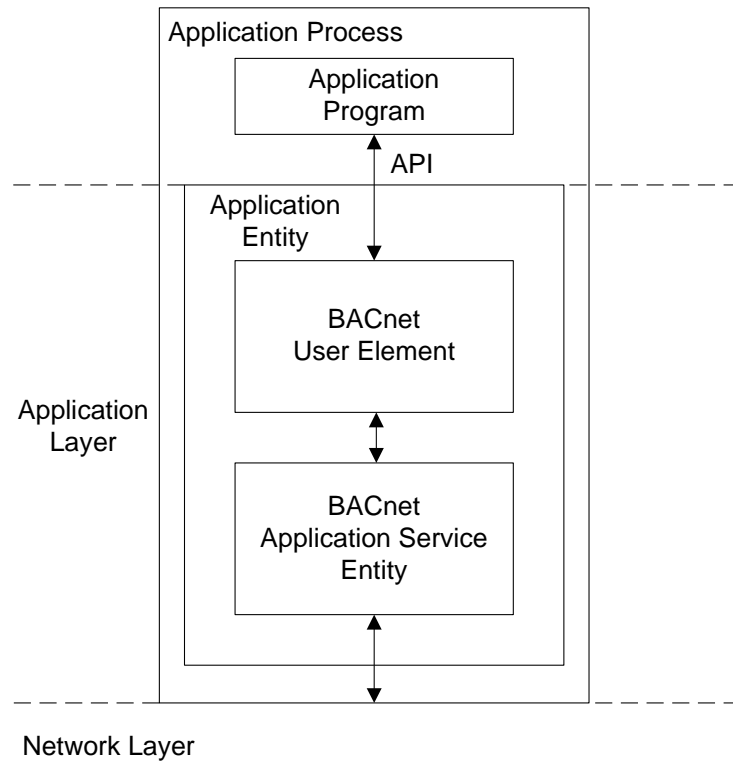 Application Process
Application
Program
API
Application
Entity
BACnet
User Element
Application
Layer
BACnet
Application Service
Entity
Network Layer